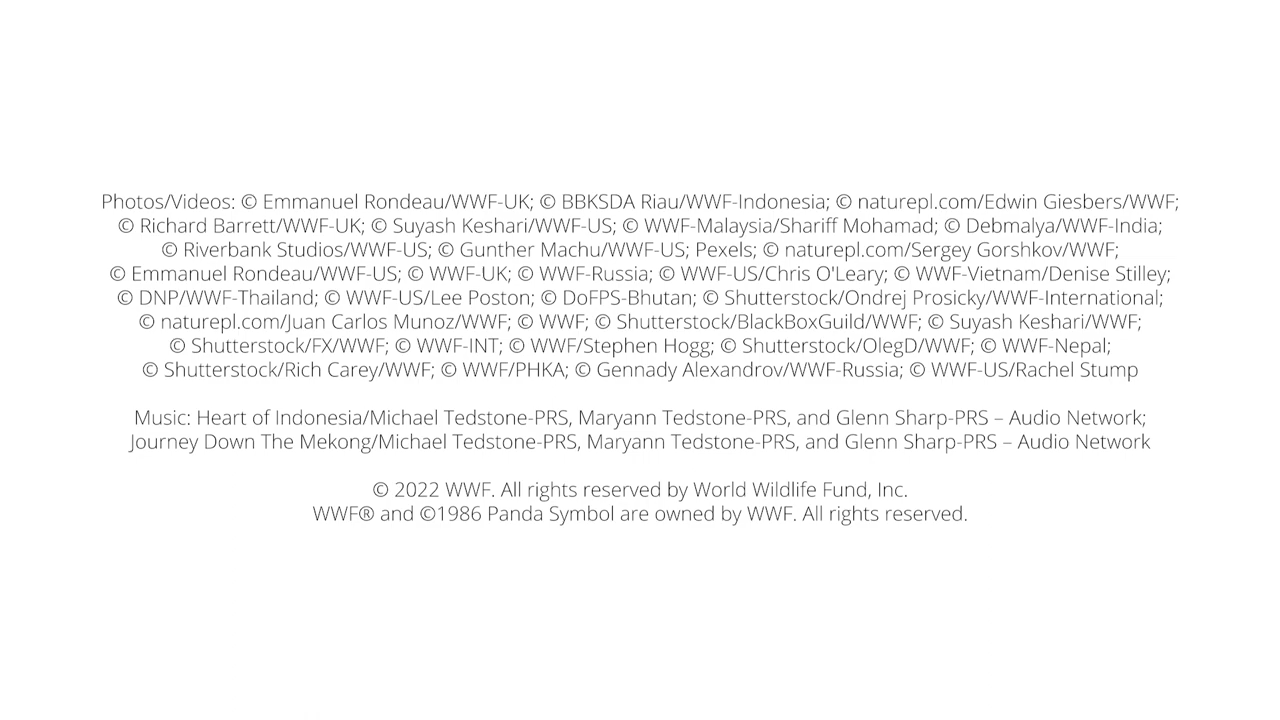 Photos/Videos: © Emmanuel Rondeau/WWF-UK; © BBKSDA Riau/WWF-Indonesia; © naturepl.com/Edwin Giesbers/WWF;
© Richard Barrett/WWF-UK; © Suyash Keshari/WWF-US; © WWF-Malaysia/Shariff Mohamad; © Debmalya/WWF-India;
© Riverbank Studios/WWF-US; © Gunther Machu/WWF-US; Pexels; © naturepl.com/Sergey Gorshkov/WWF;
© Emmanuel Rondeau/WWF-US; © WWF-UK; © WWF-Russia; © WWF-US/Chris O'Leary; © WWF-Vietnam/Denise Stilley;
© DNP/WWF-Thailand; © WWF-US/Lee Poston; © DoFPS-Bhutan; © Shutterstock/Ondrej Prosicky/WWF-International;
© naturepl.com/Juan Carlos Munoz/WWF; © WWF; © Shutterstock/BlackBoxGuild/WWF; © Suyash Keshari/WWF;
© Shutterstock/FX/WWF; © WWF-INT; © WWF/Stephen Hogg; © Shutterstock/OlegD/WWF; © WWF-Nepal;
© Shutterstock/Rich Carey/WWF; © WWF/PHKA; © Gennady Alexandrov/WWF-Russia; © WWF-US/Rachel Stump
Music: Heart of Indonesia/Michael Tedstone-PRS, Maryann Tedstone-PRS, and Glenn Sharp-PRS – Audio Network;
Journey Down The Mekong/Michael Tedstone-PRS, Maryann Tedstone-PRS, and Glenn Sharp-PRS – Audio Network
© 2022 WWF. All rights reserved by World Wildlife Fund, Inc.
WWF® and ©1986 Panda Symbol are owned by WWF. All rights reserved.